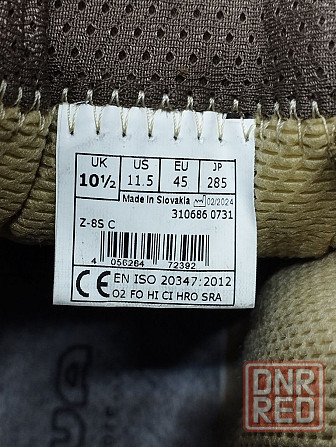 UK US EU JP
10½ 11.5 45 285
Made in Slovakia 02/2024
310686 0731
Z-8S C
4 056284 72392
CE EN ISO 20347:2012
O2 FO HI CI HRO SRA
DNR
RED